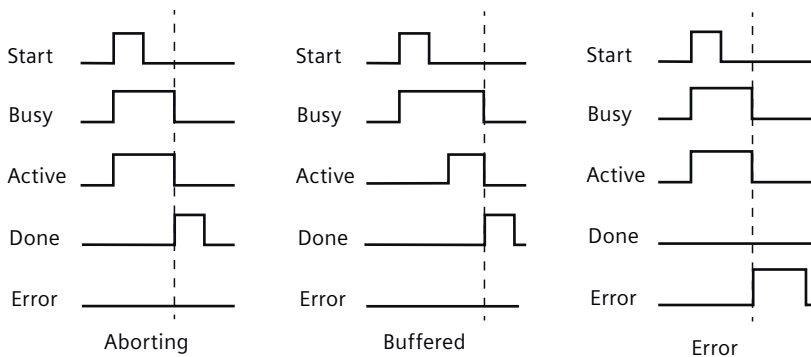 Start
Busy
Active
Done
Error
Aborting
Start
Busy
Active
Done
Error
Buffered
Start
Busy
Active
Done
Error
Error